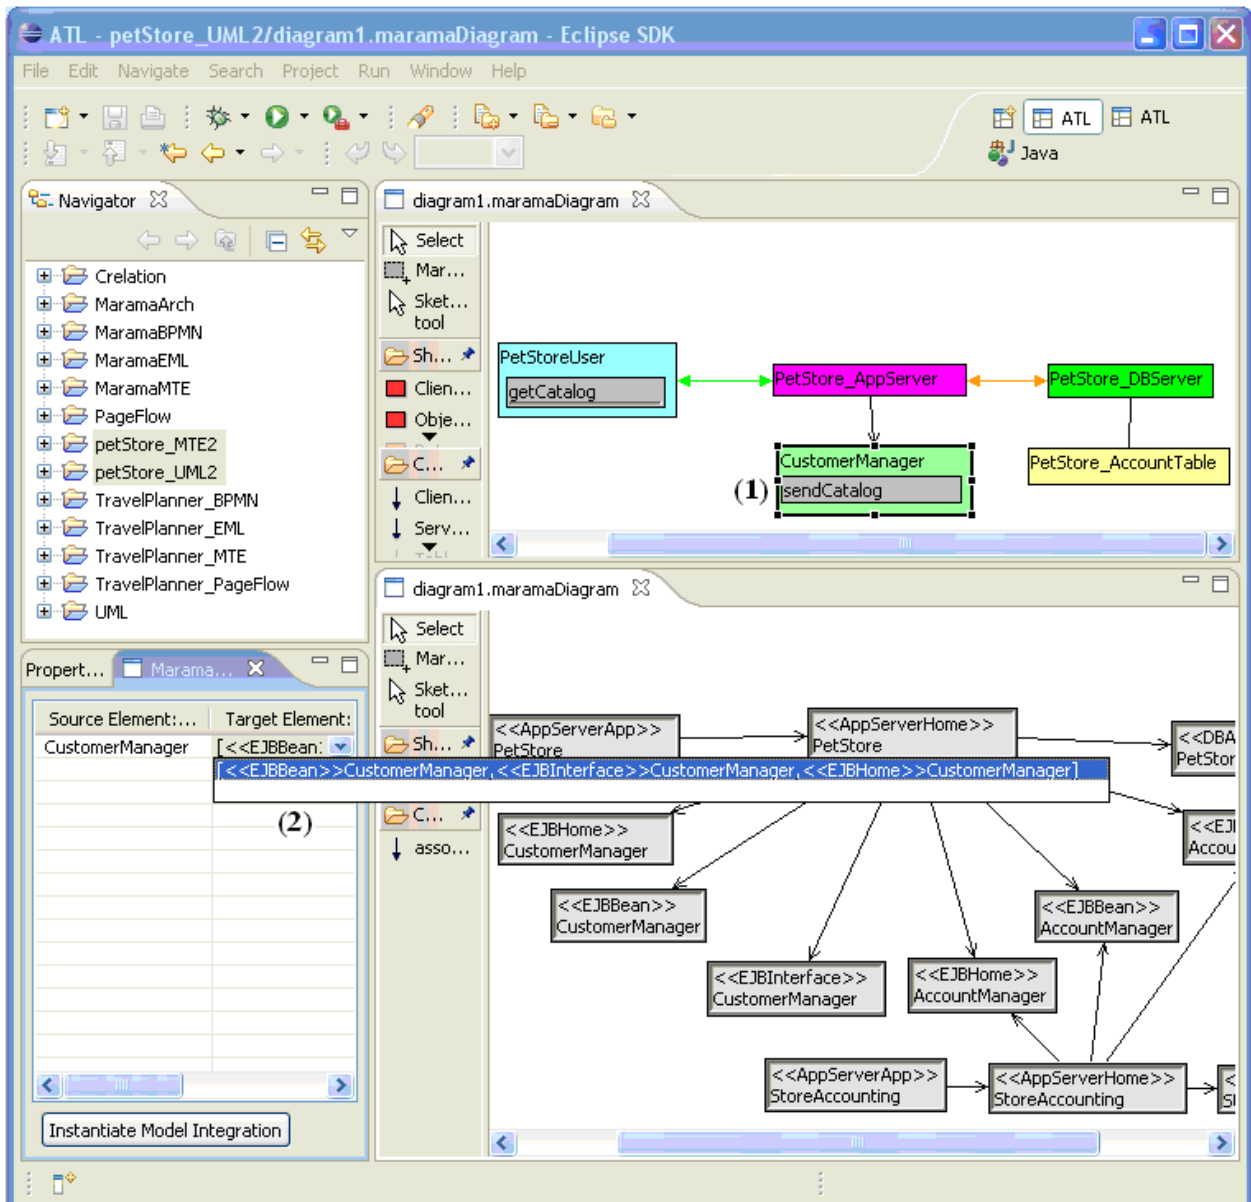 ATL - petStore_UML2/diagram1.maramaDiagram - Eclipse SDK
File Edit Navigate Search Project Run Window Help
ATL
ATL
Java
Navigator
Crelation
MaramaArch
MaramaBPMN
MaramaEML
MaramaMTE
PageFlow
petStore_MTE2
petStore_UML2
TravelPlanner_BPMN
TravelPlanner_EML
TravelPlanner_MTE
TravelPlanner_PageFlow
UML
diagram1.maramaDiagram
Select
Mar...
Sket...
tool
Sh...
Clien...
Obje...
C...
Clien...
Serv...
PetStoreUser
getCatalog
PetStore_AppServer
PetStore_DBServer
CustomerManager
sendCatalog
(1)
PetStore_AccountTable
Propert...
Marama...
Source Element:...
Target Element:
CustomerManager
[<<EJBBean:
[<<EJBBean>>CustomerManager,<<EJBInterface>>CustomerManager,<<EJBHome>>CustomerManager]
(2)
Instantiate Model Integration
diagram1.maramaDiagram
Select
Mar...
Sket...
tool
Sh...
C...
asso...
<<AppServerApp>>
PetStore
<<AppServerHome>>
PetStore
<<DBA
PetStor
<<EJBHome>>
CustomerManager
<<EJ
Accou
<<EJBBean>>
CustomerManager
<<EJBBean>>
AccountManager
<<EJBInterface>>
CustomerManager
<<EJBHome>>
AccountManager
<<AppServerApp>>
StoreAccounting
<<AppServerHome>>
StoreAccounting